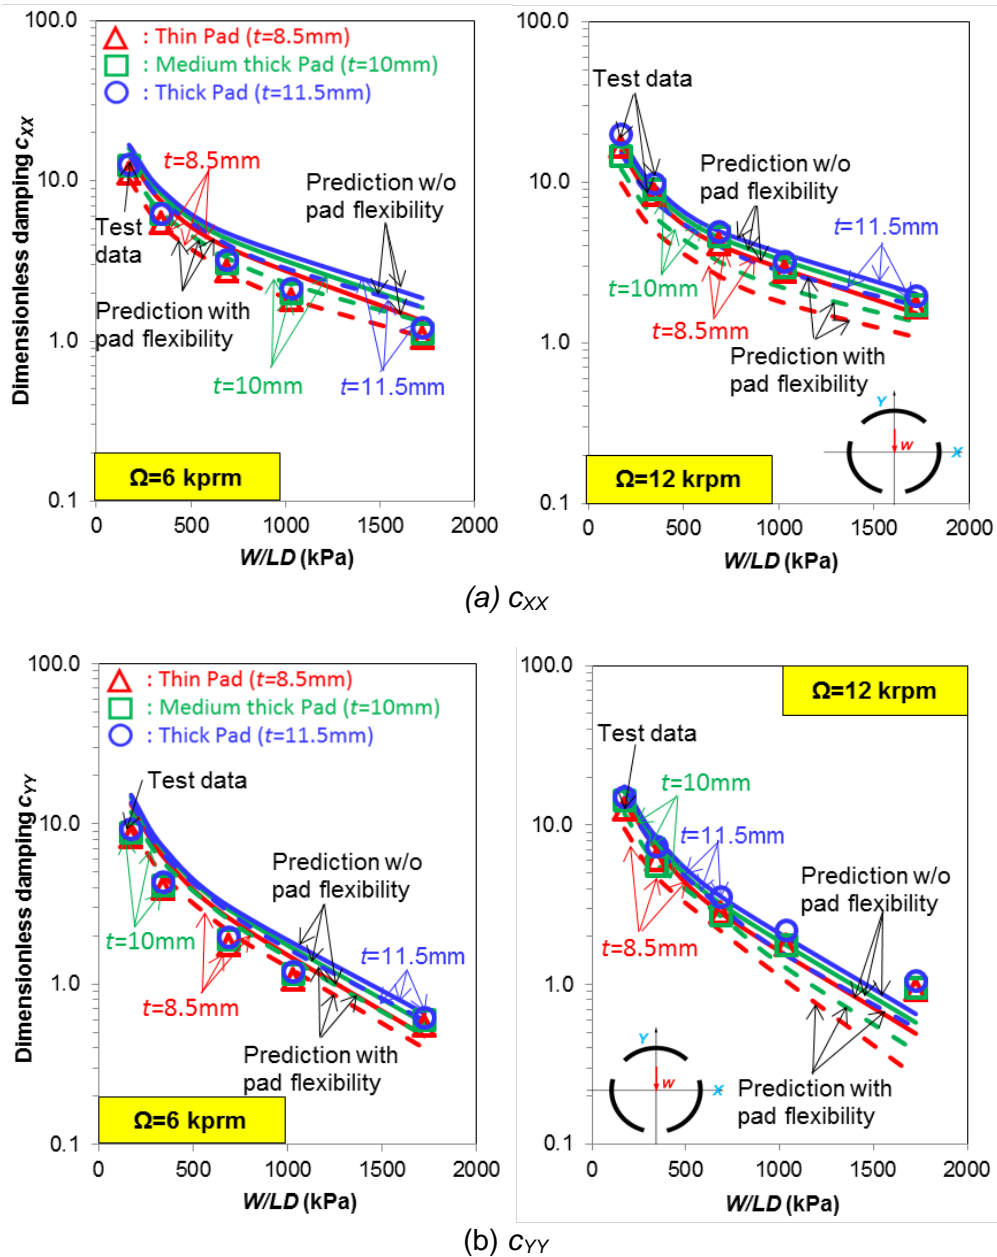 100.0
10.0
1.0
0.1
Dimensionless damping cXX
: Thin Pad (t=8.5mm)
: Medium thick Pad (t=10mm)
: Thick Pad (t=11.5mm)
t=8.5mm
Prediction w/o
pad flexibility
Test
data
Prediction with
pad flexibility
t=10mm
t=11.5mm
Ω=6 kprm
0
500
1000
1500
2000
W/LD (kPa)
100.0
10.0
1.0
0.1
Test data
Prediction w/o
pad flexibility
t=11.5mm
t=10mm
t=8.5mm
Prediction with
pad flexibility
Y
W
X
Ω=12 krpm
0
500
1000
1500
2000
W/LD (kPa)
(a) cXX
100.0
10.0
1.0
0.1
Dimensionless damping cYY
: Thin Pad (t=8.5mm)
: Medium thick Pad (t=10mm)
: Thick Pad (t=11.5mm)
Test data
Prediction w/o
pad flexibility
t=10mm
t=11.5mm
t=8.5mm
Prediction with
pad flexibility
Ω=6 kprm
0
500
1000
1500
2000
W/LD (kPa)
100.0
10.0
1.0
0.1
Ω=12 krpm
Test data
t=10mm
t=11.5mm
Prediction w/o
pad flexibility
t=8.5mm
Y
W
X
Prediction with
pad flexibility
0
500
1000
1500
2000
W/LD (kPa)
(b) cYY